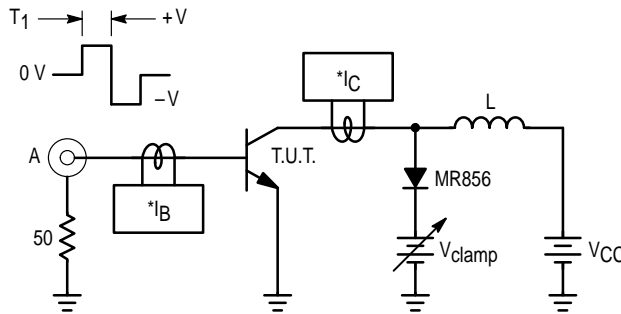 T1
+V
0 V
–V
*IC
L
A
T.U.T.
MR856
*IB
50
Vclamp
VCC